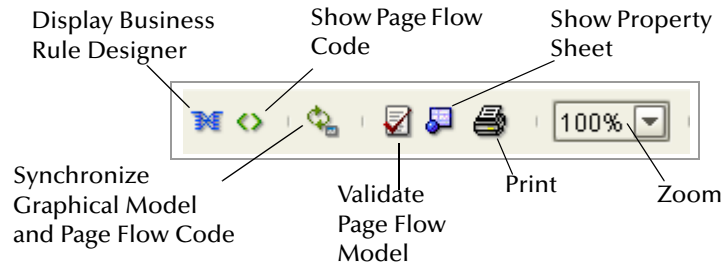 Display Business
Rule Designer
Show Page Flow
Code
Show Property
Sheet
100%
Synchronize
Graphical Model
and Page Flow Code
Validate
Page Flow
Model
Print
Zoom